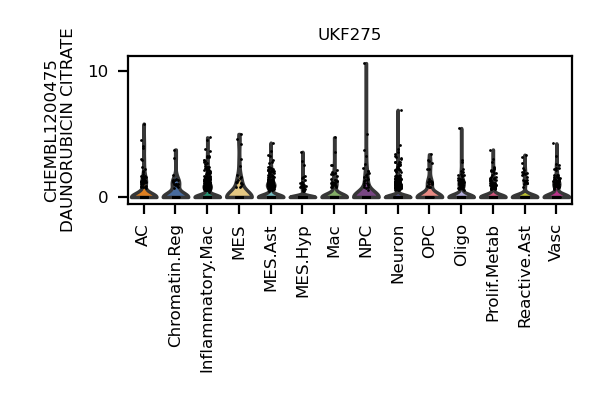 UKF275
CHEMBL1200475
DAUNORUBICIN CITRATE
10
0
AC
Chromatin.Reg
Inflammatory.Mac
MES
MES.Ast
MES.Hyp
Mac
NPC
Neuron
OPC
Oligo
Prolif.Metab
Reactive.Ast
Vasc